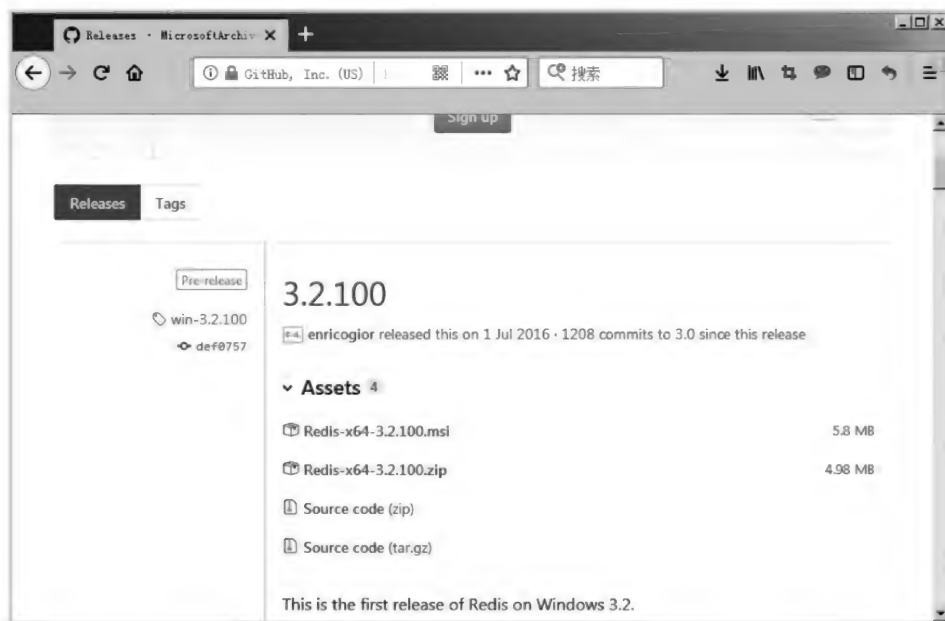 Releases · MicrosoftArchiv
GitHub, Inc. (US)
搜索
Sign up
Releases
Tags
Pre-release
win-3.2.100
def0757
3.2.100
enricogior released this on 1 Jul 2016 · 1208 commits to 3.0 since this release
Assets 4
Redis-x64-3.2.100.msi 5.8 MB
Redis-x64-3.2.100.zip 4.98 MB
Source code (zip)
Source code (tar.gz)
This is the first release of Redis on Windows 3.2.